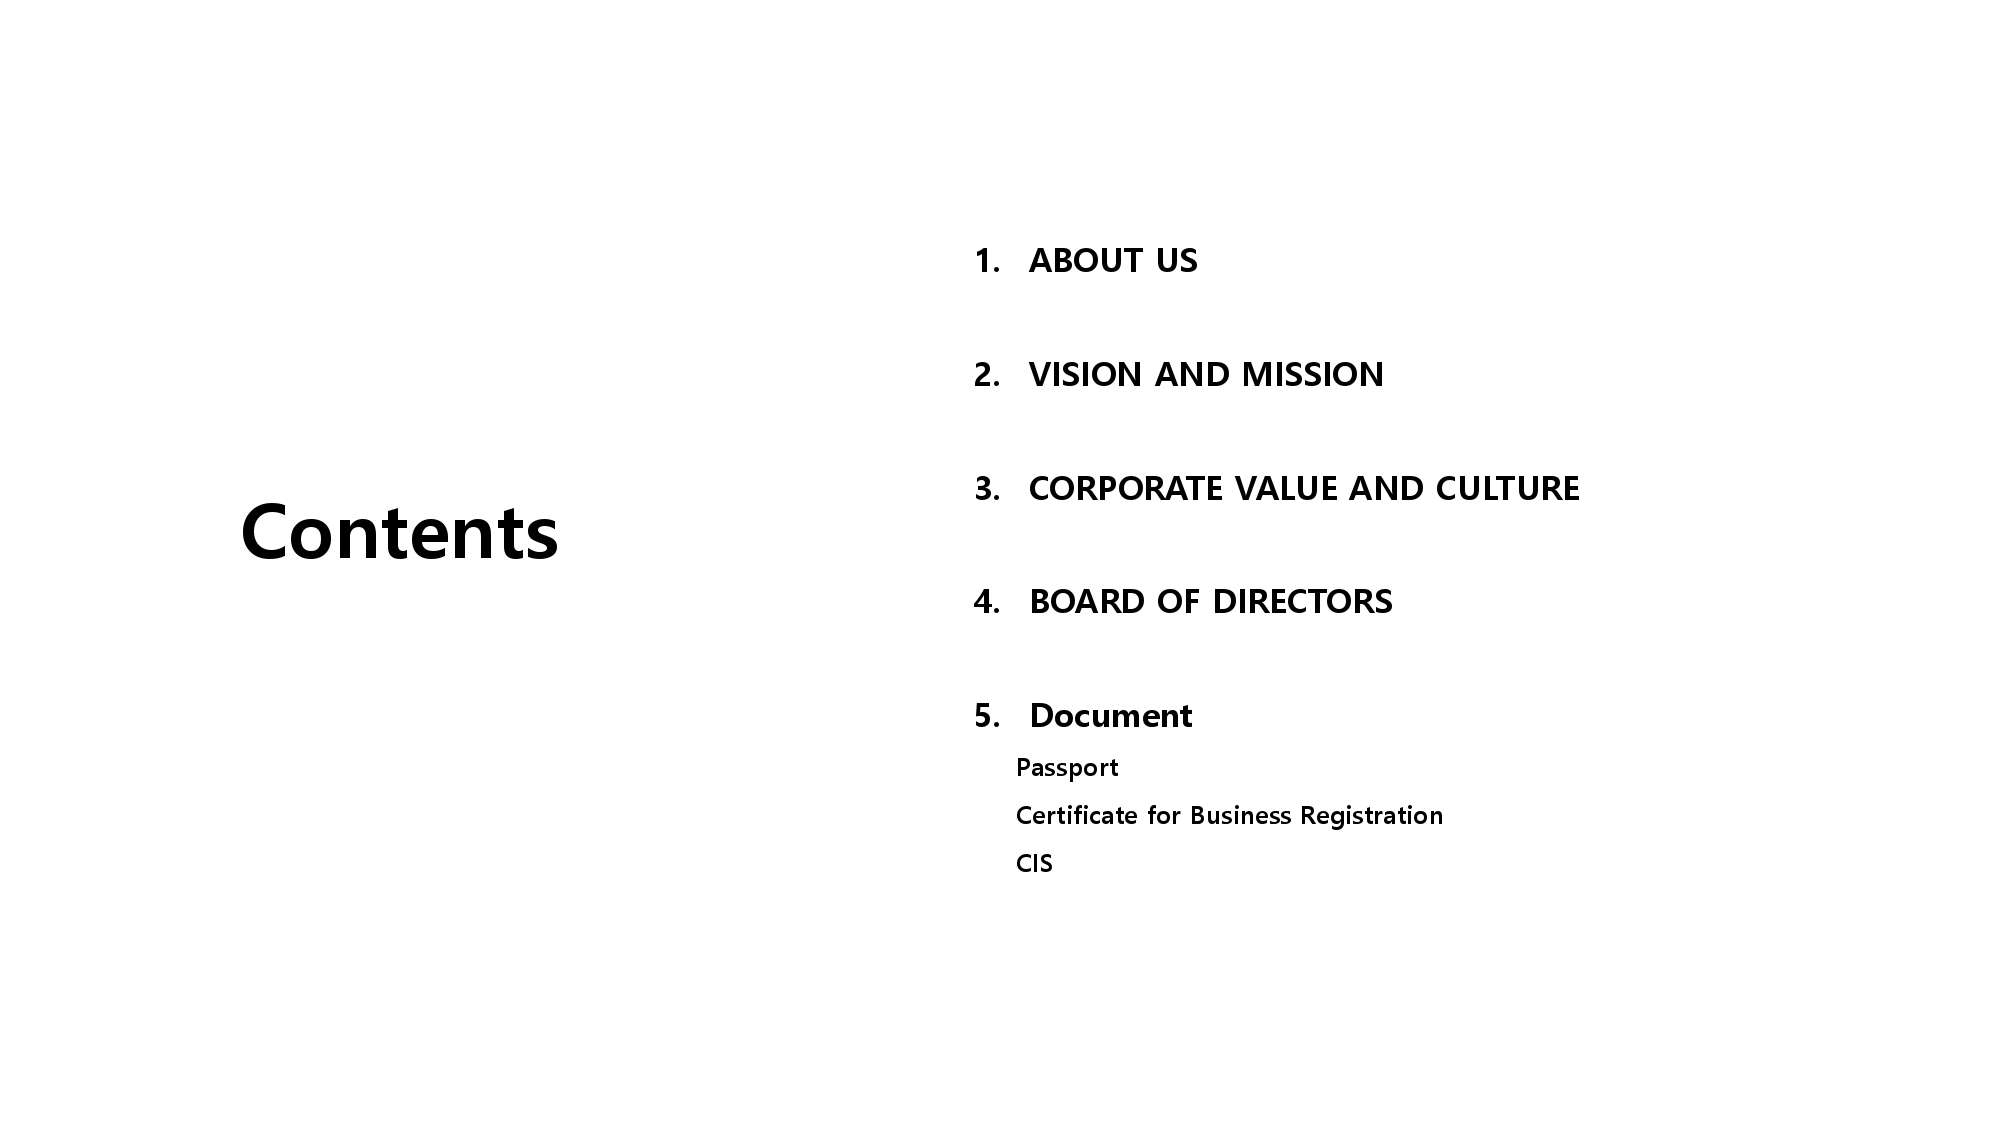 Contents
1. ABOUT US
2. VISION AND MISSION
3. CORPORATE VALUE AND CULTURE
4. BOARD OF DIRECTORS
5. Document
Passport
Certificate for Business Registration
CIS